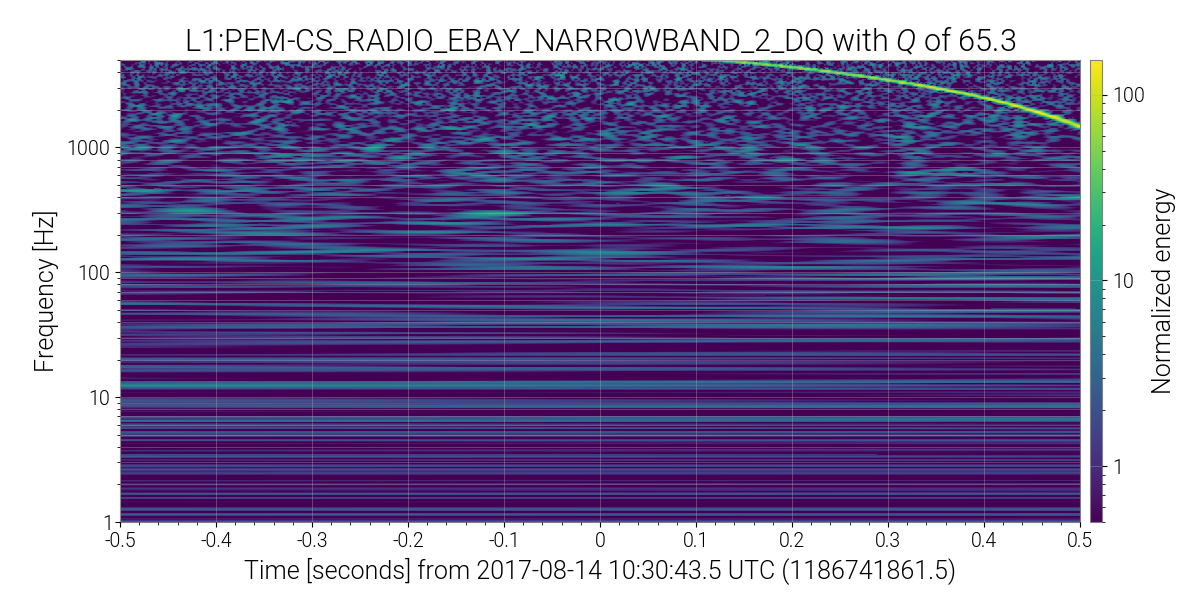 L1:PEM-CS_RADIO_EBAY_NARROWBAND_2_DQ with Q of 65.3
Frequency [Hz]
1000
100
10
1
-0.5 -0.4 -0.3 -0.2 -0.1 0 0.1 0.2 0.3 0.4 0.5
Time [seconds] from 2017-08-14 10:30:43.5 UTC (1186741861.5)
100
10
1
Normalized energy